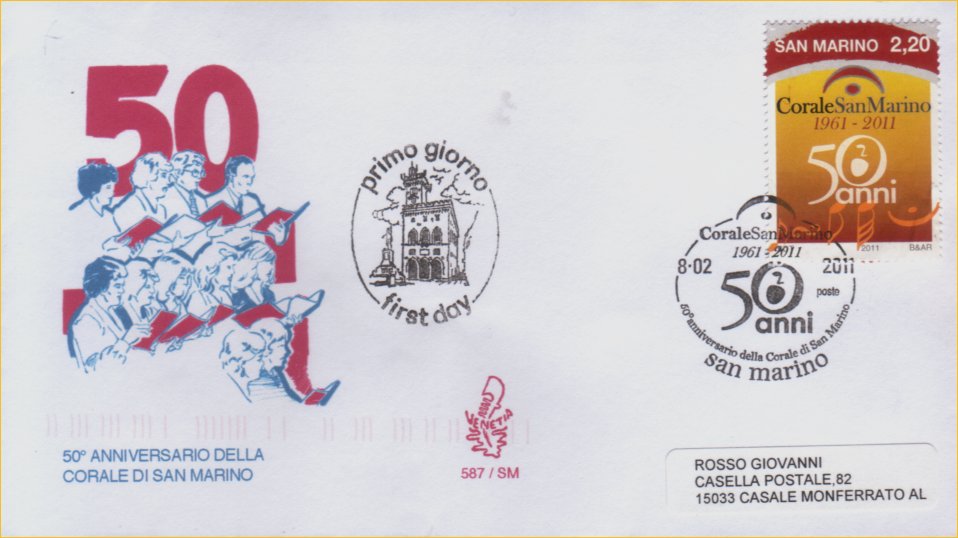 50
50° ANNIVERSARIO DELLA
CORALE DI SAN MARINO
primo giorno
first day
VENETIA
587 / SM
SAN MARINO 2,20
CoraleSanMarino
1961 - 2011
50
anni
2011 B&AR
CoraleSanMarino
1961 - 2011
8·02 2011
50 poste
anni
50°anniversario della Corale di San Marino
san marino
ROSSO GIOVANNI
CASELLA POSTALE,82
15033 CASALE MONFERRATO AL